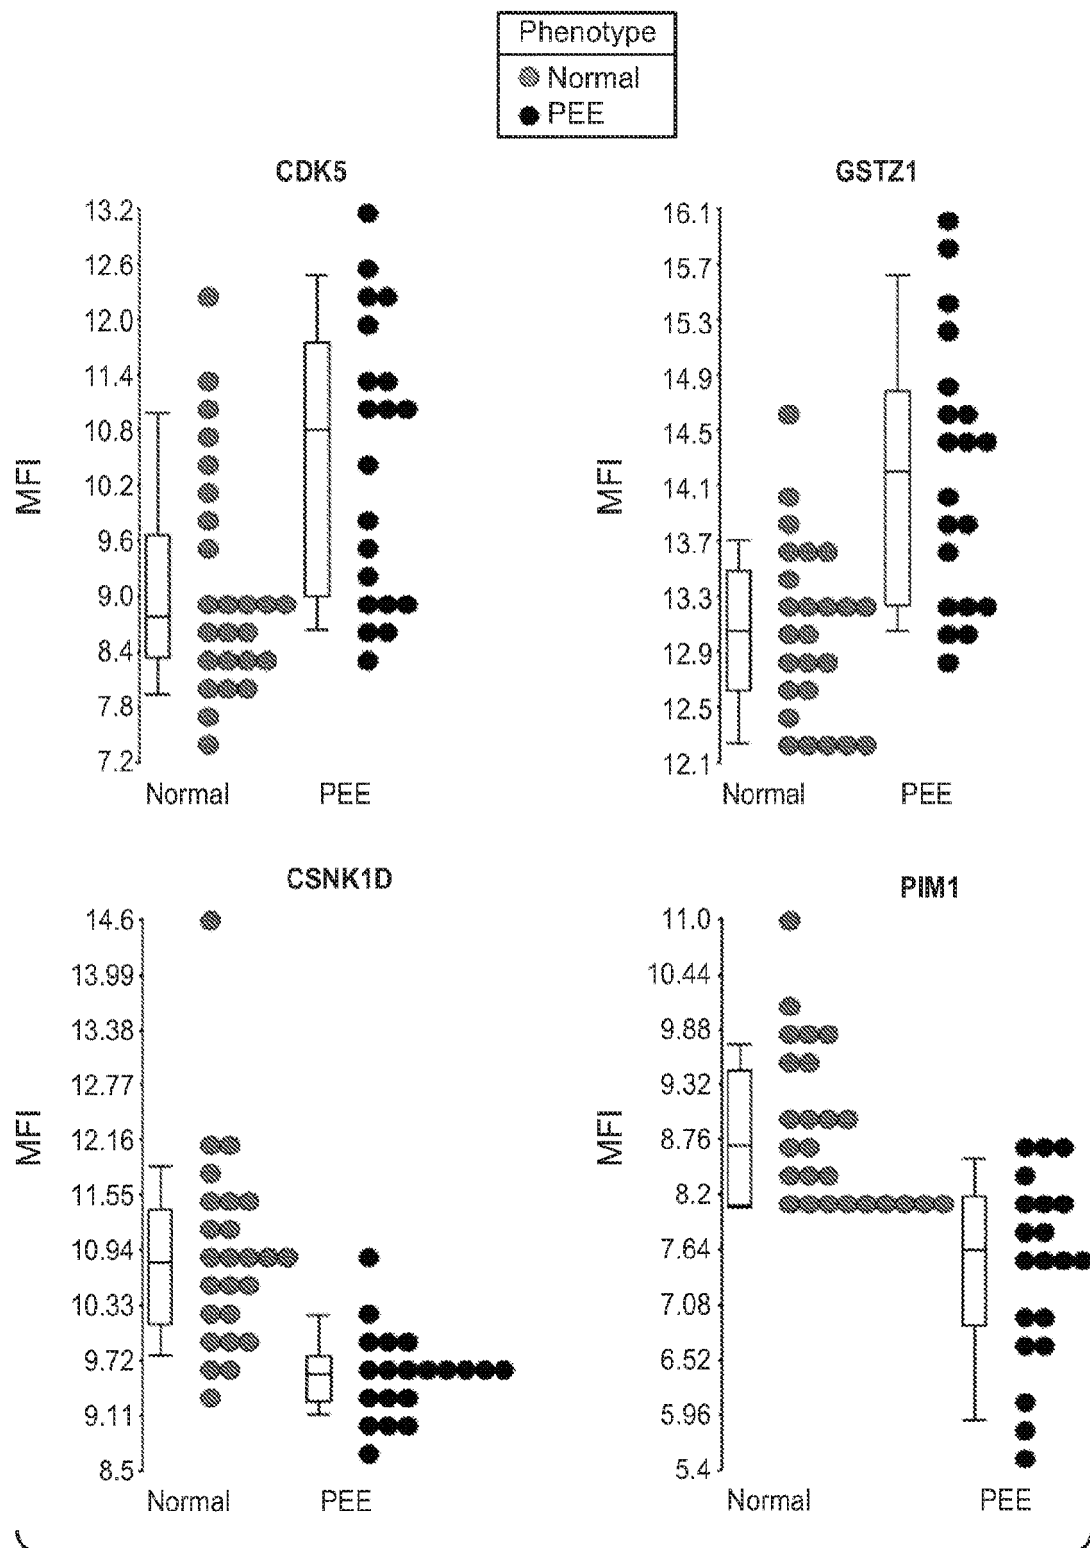 Phenotype
Normal
PEE
CDK5
MFI
13.2
12.6
12.0
11.4
10.8
10.2
9.6
9.0
8.4
7.8
7.2
Normal PEE
GSTZ1
MFI
16.1
15.7
15.3
14.9
14.5
14.1
13.7
13.3
12.9
12.5
12.1
Normal PEE
CSNK1D
MFI
14.6
13.99
13.38
12.77
12.16
11.55
10.94
10.33
9.72
9.11
8.5
Normal PEE
PIM1
MFI
11.0
10.44
9.88
9.32
8.76
8.2
7.64
7.08
6.52
5.96
5.4
Normal PEE